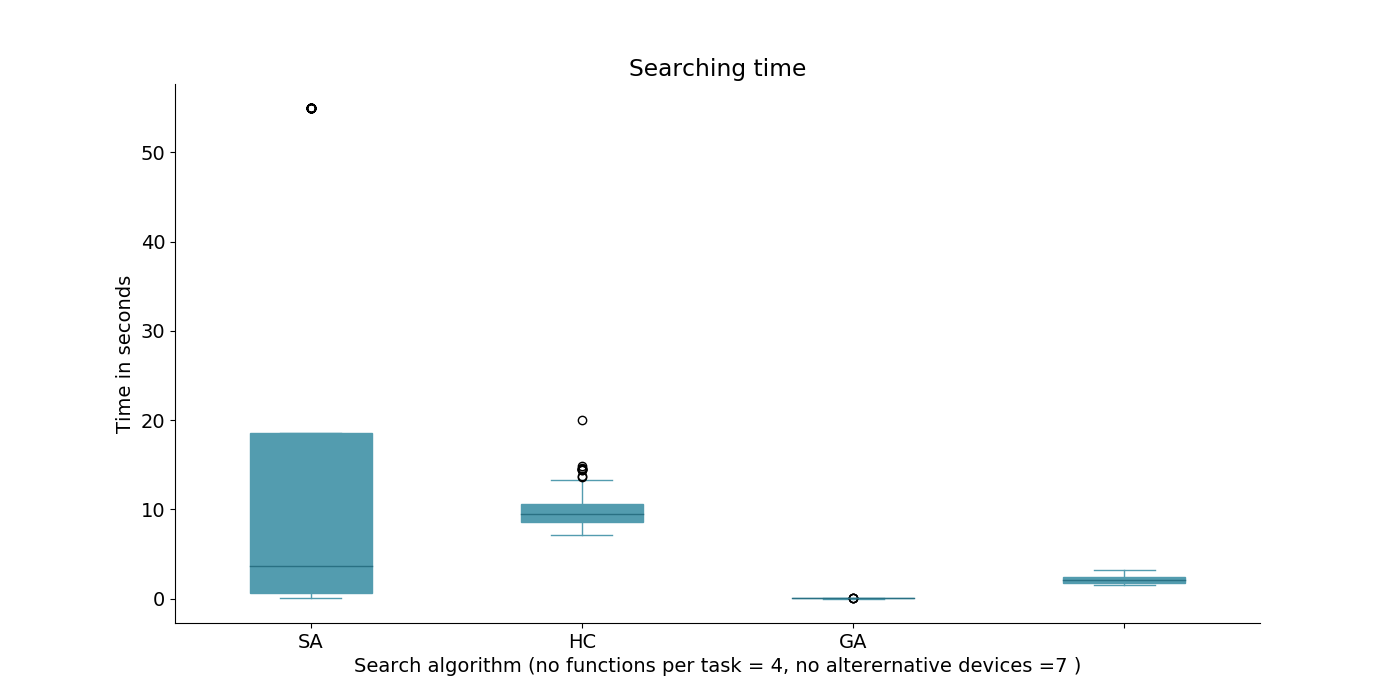 Searching time
50
40
30
20
10
0
Time in seconds
SA HC GA
Search algorithm (no functions per task = 4, no alterernative devices =7 )